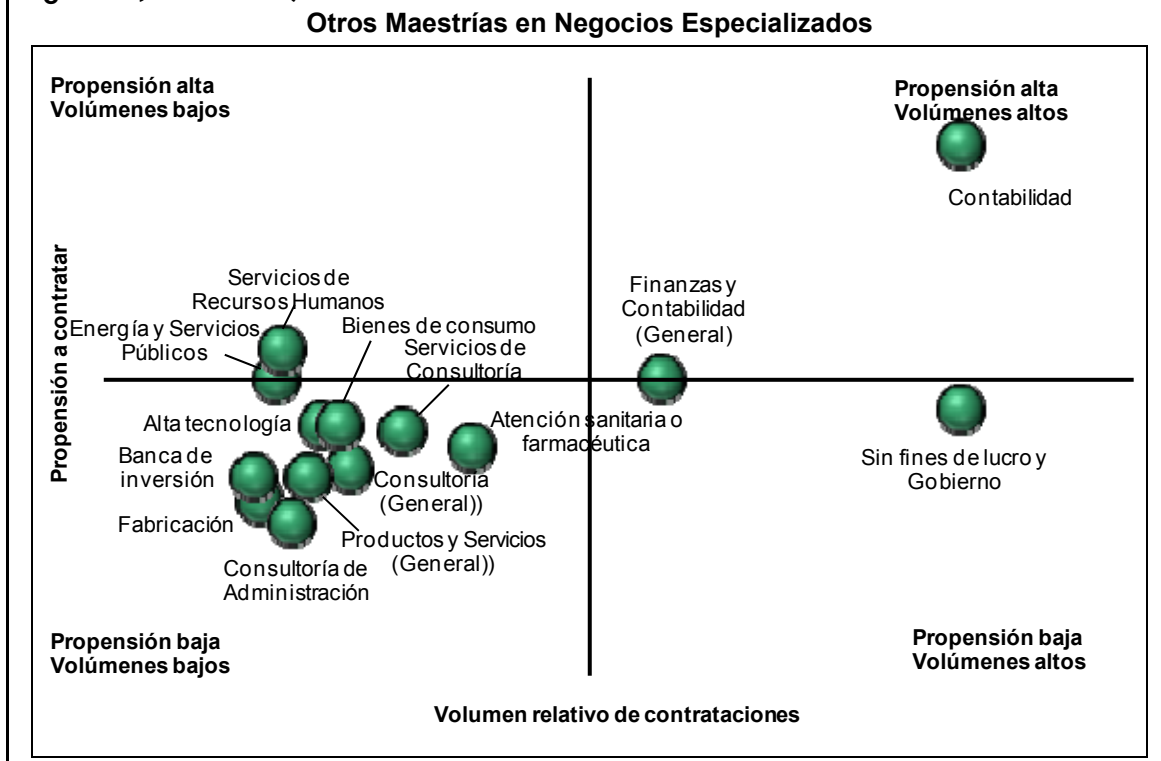 Otros Maestrías en Negocios Especializados
Propensión alta
Volúmenes bajos
Propensión alta
Volúmenes altos
Contabilidad
Propensión a contratar
Servicios de
Recursos Humanos
Energía y Servicios
Públicos
Bienes de consumo
Servicios de
Consultoría
Finanzas y
Contabilidad
(General)
Alta tecnología
Atención sanitaria o
farmacéutica
Banca de
inversión
Consultoría
(General))
Sin fines de lucro y
Gobierno
Fabricación
Productos y Servicios
(General))
Consultoría de
Administración
Propensión baja
Volúmenes bajos
Propensión baja
Volúmenes altos
Volumen relativo de contrataciones